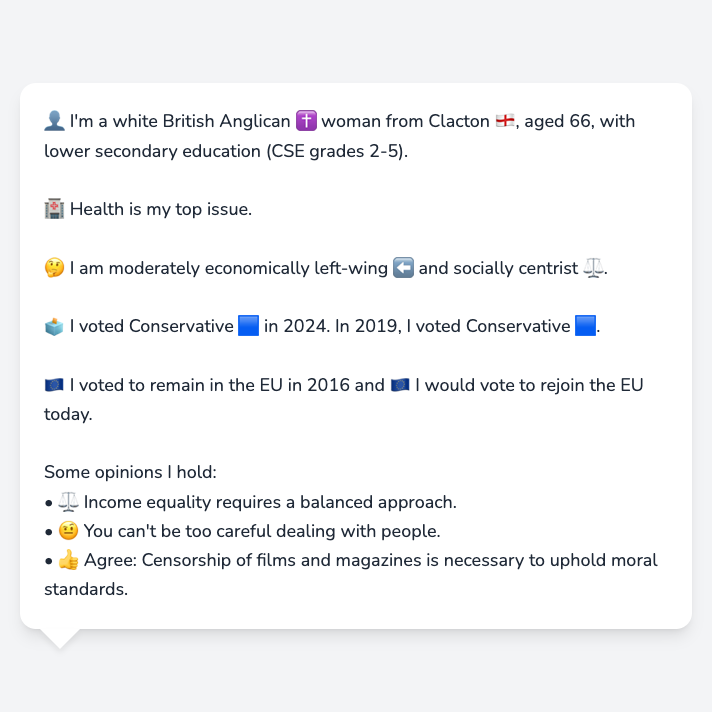 👤 I'm a white British Anglican ✝️ woman from Clacton 🏴󠁧󠁢󠁥󠁮󠁧󠁿, aged 66, with
lower secondary education (CSE grades 2-5).
🏥 Health is my top issue.
🤔 I am moderately economically left-wing ⬅️ and socially centrist ⚖️.
🗳️ I voted Conservative 🟦 in 2024. In 2019, I voted Conservative 🟦.
🇪🇺 I voted to remain in the EU in 2016 and 🇪🇺 I would vote to rejoin the EU
today.
Some opinions I hold:
• ⚖️ Income equality requires a balanced approach.
• 🤨 You can't be too careful dealing with people.
• 👍 Agree: Censorship of films and magazines is necessary to uphold moral
standards.